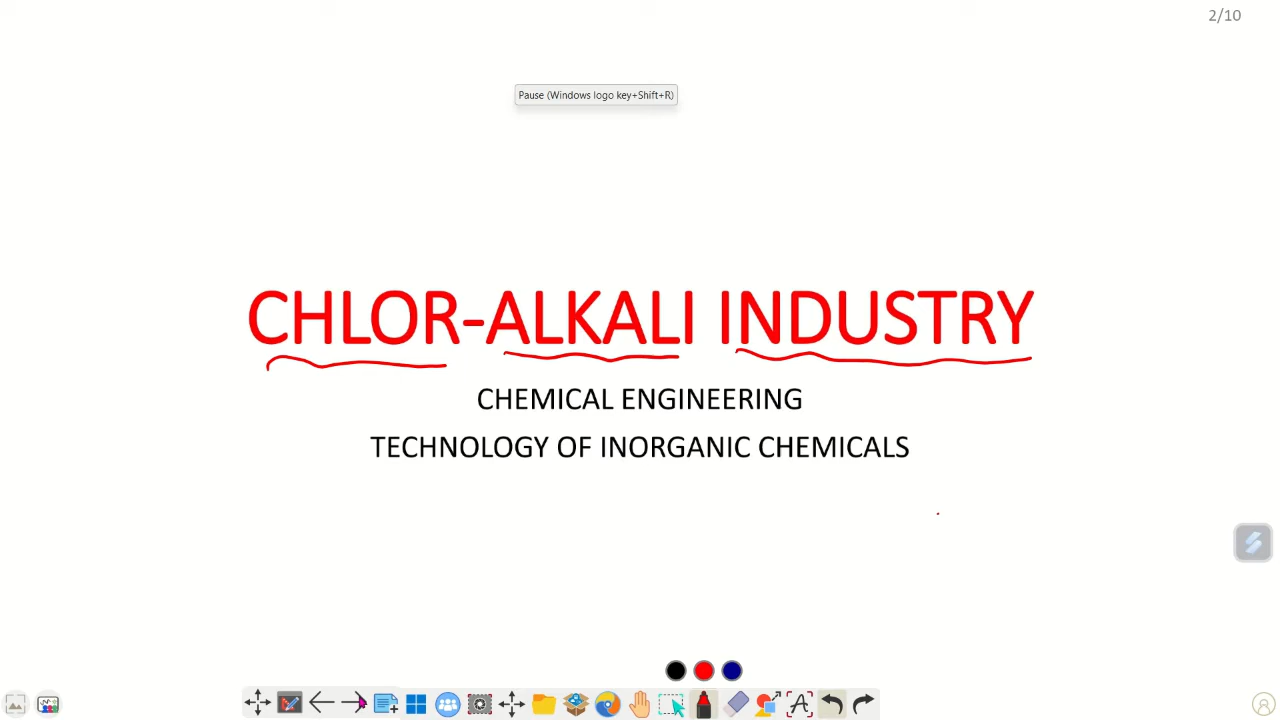 2/10
Pause (Windows logo key+Shift+R)
CHLOR-ALKALI INDUSTRY
CHEMICAL ENGINEERING
TECHNOLOGY OF INORGANIC CHEMICALS